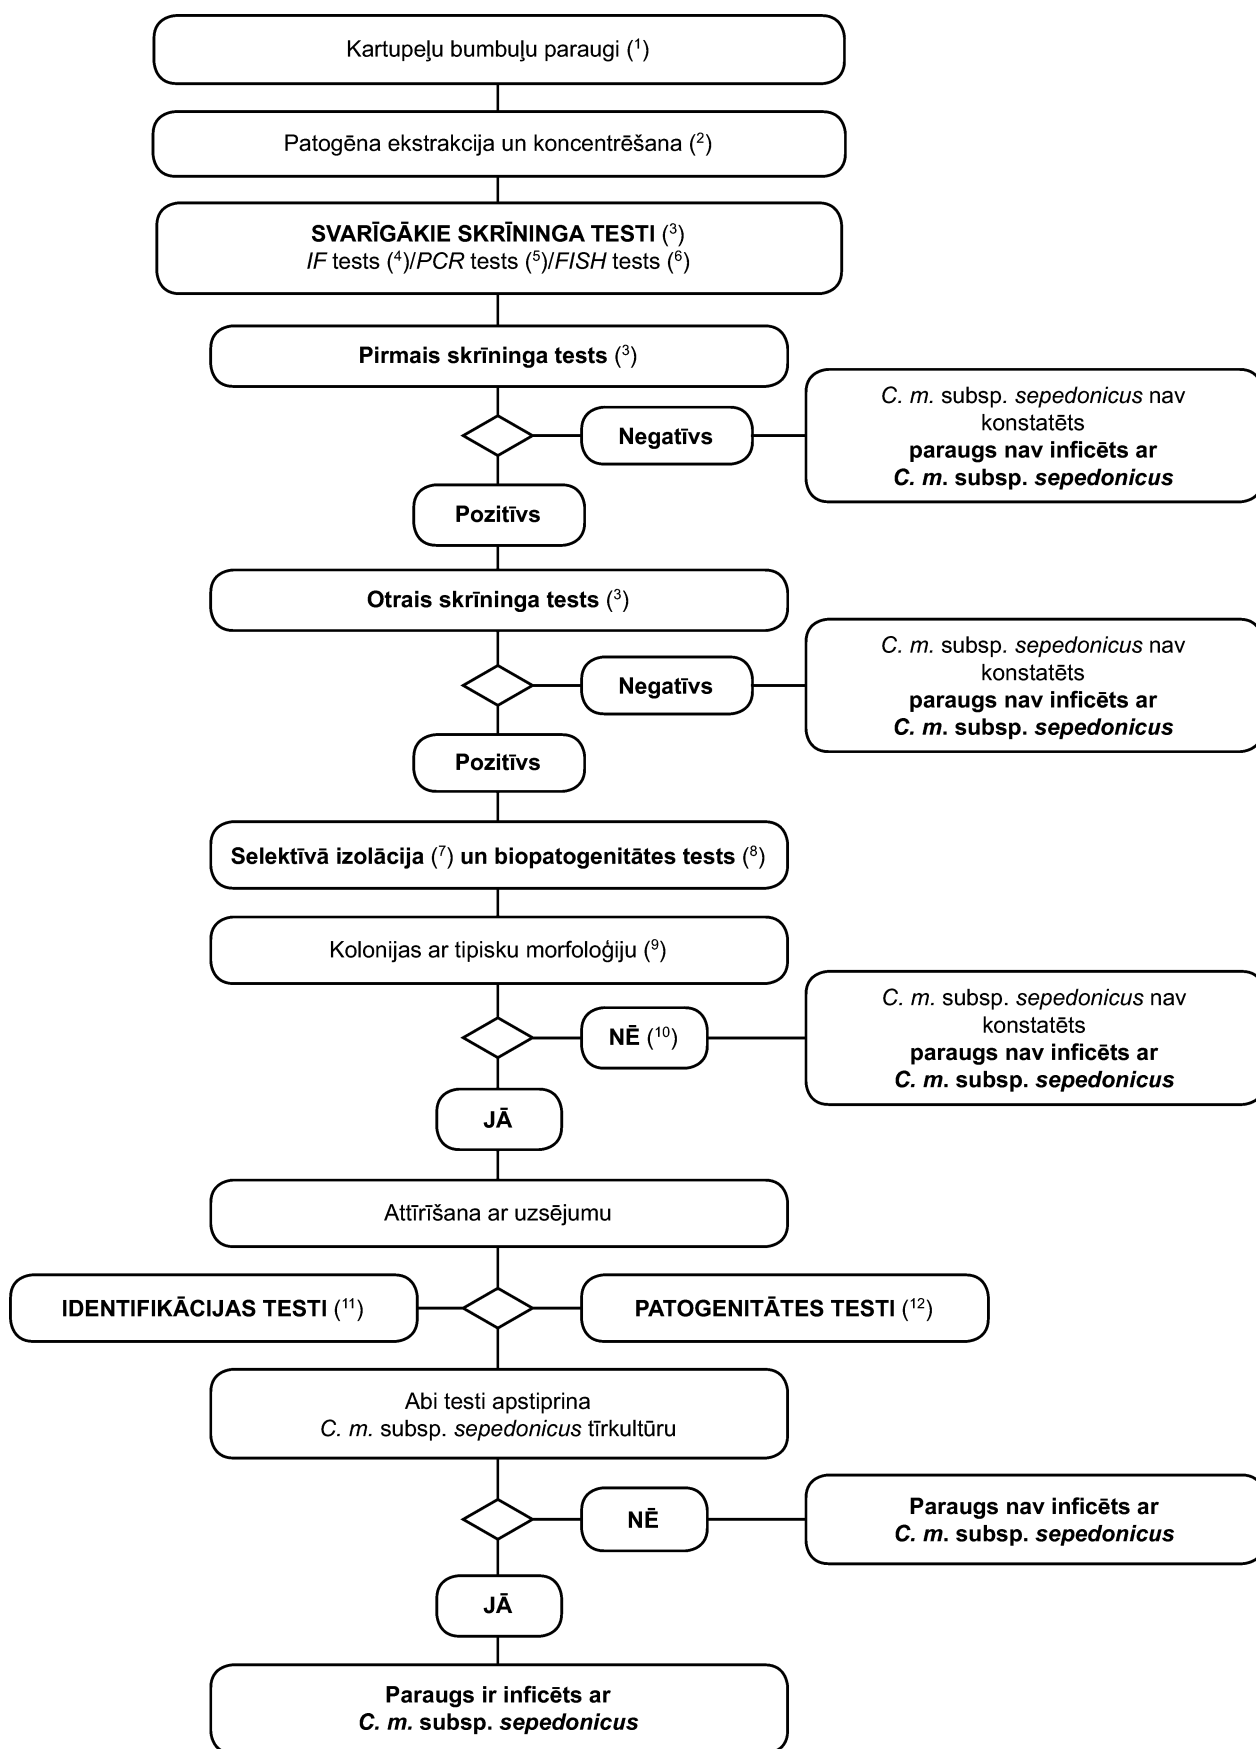 Kartupeļu bumbuļu paraugi (¹)
Patogēna ekstrakcija un koncentrēšana (²)
SVARĪGĀKIE SKRĪNINGA TESTI (³)
IF tests (⁴)/PCR tests (⁵)/FISH tests (⁶)
Pirmais skrīninga tests (³)
Negatīvs
C. m. subsp. sepedonicus nav
konstatēts
paraugs nav inficēts ar
C. m. subsp. sepedonicus
Pozitīvs
Otrais skrīninga tests (³)
Negatīvs
C. m. subsp. sepedonicus nav
konstatēts
paraugs nav inficēts ar
C. m. subsp. sepedonicus
Pozitīvs
Selektīvā izolācija (⁷) un biopatogenitātes tests (⁸)
Kolonijas ar tipisku morfoloģiju (⁹)
NĒ (¹⁰)
C. m. subsp. sepedonicus nav
konstatēts
paraugs nav inficēts ar
C. m. subsp. sepedonicus
JĀ
Attīrīšana ar uzsējumu
IDENTIFIKĀCIJAS TESTI (¹¹)
PATOGENITĀTES TESTI (¹²)
Abi testi apstiprina
C. m. subsp. sepedonicus tīrkultūru
NĒ
Paraugs nav inficēts ar
C. m. subsp. sepedonicus
JĀ
Paraugs ir inficēts ar
C. m. subsp. sepedonicus